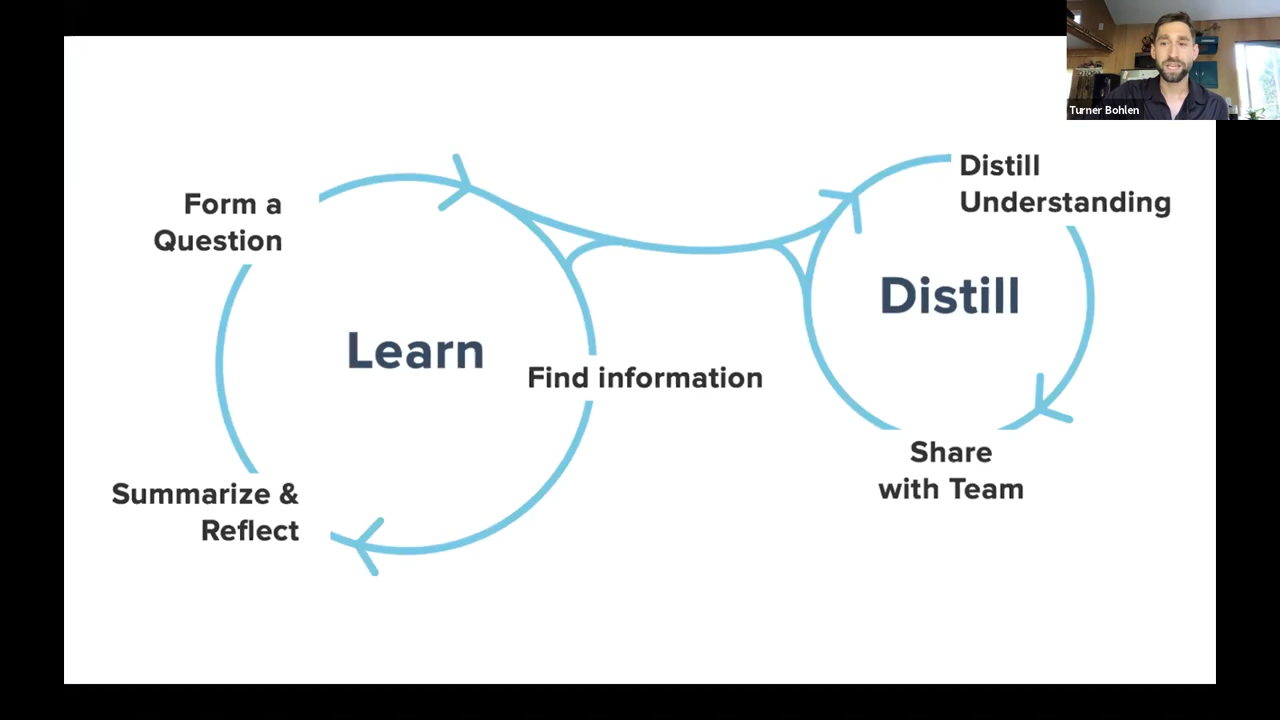 Turner Bohlen
Form a
Question
Learn
Find information
Summarize &
Reflect
Distill
Understanding
Distill
Share
with Team